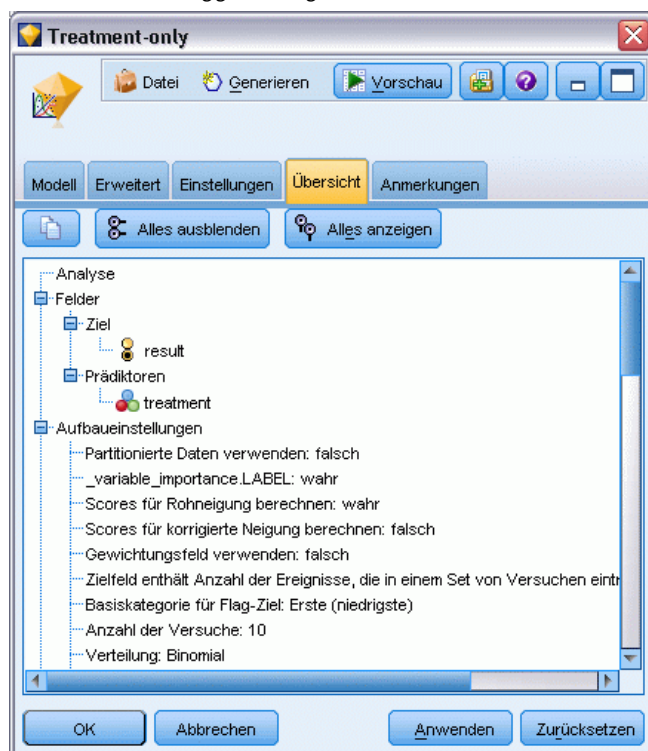 Treatment-only
Datei Generieren Vorschau
Modell Erweitert Einstellungen Übersicht Anmerkungen
Alles ausblenden Alles anzeigen
Analyse
Felder
Ziel
result
Prädiktoren
treatment
Aufbaueinstellungen
Partitionierte Daten verwenden: falsch
_variable_importance.LABEL: wahr
Scores für Rohneigung berechnen: wahr
Scores für korrigierte Neigung berechnen: falsch
Gewichtungsfeld verwenden: falsch
Zielfeld enthält Anzahl der Ereignisse, die in einem Set von Versuchen eintr
Basiskategorie für Flag-Ziel: Erste (niedrigste)
Anzahl der Versuche: 10
Verteilung: Binomial
OK Abbrechen Anwenden Zurücksetzen